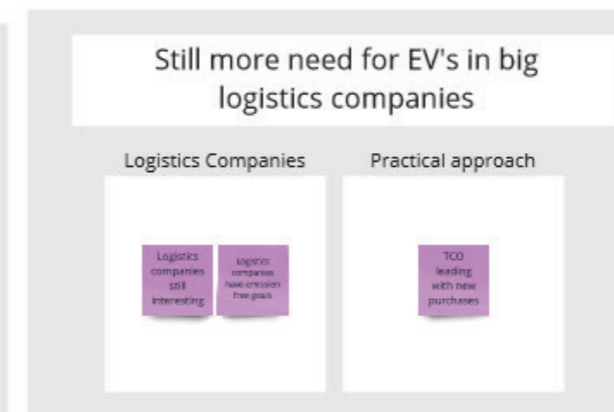 Still more need for EV's in big
logistics companies
Logistics Companies
Practical approach
Logistics
companies
still
interesting
Logistics
companies
have emission
free goals
TCO
leading
with new
purchases